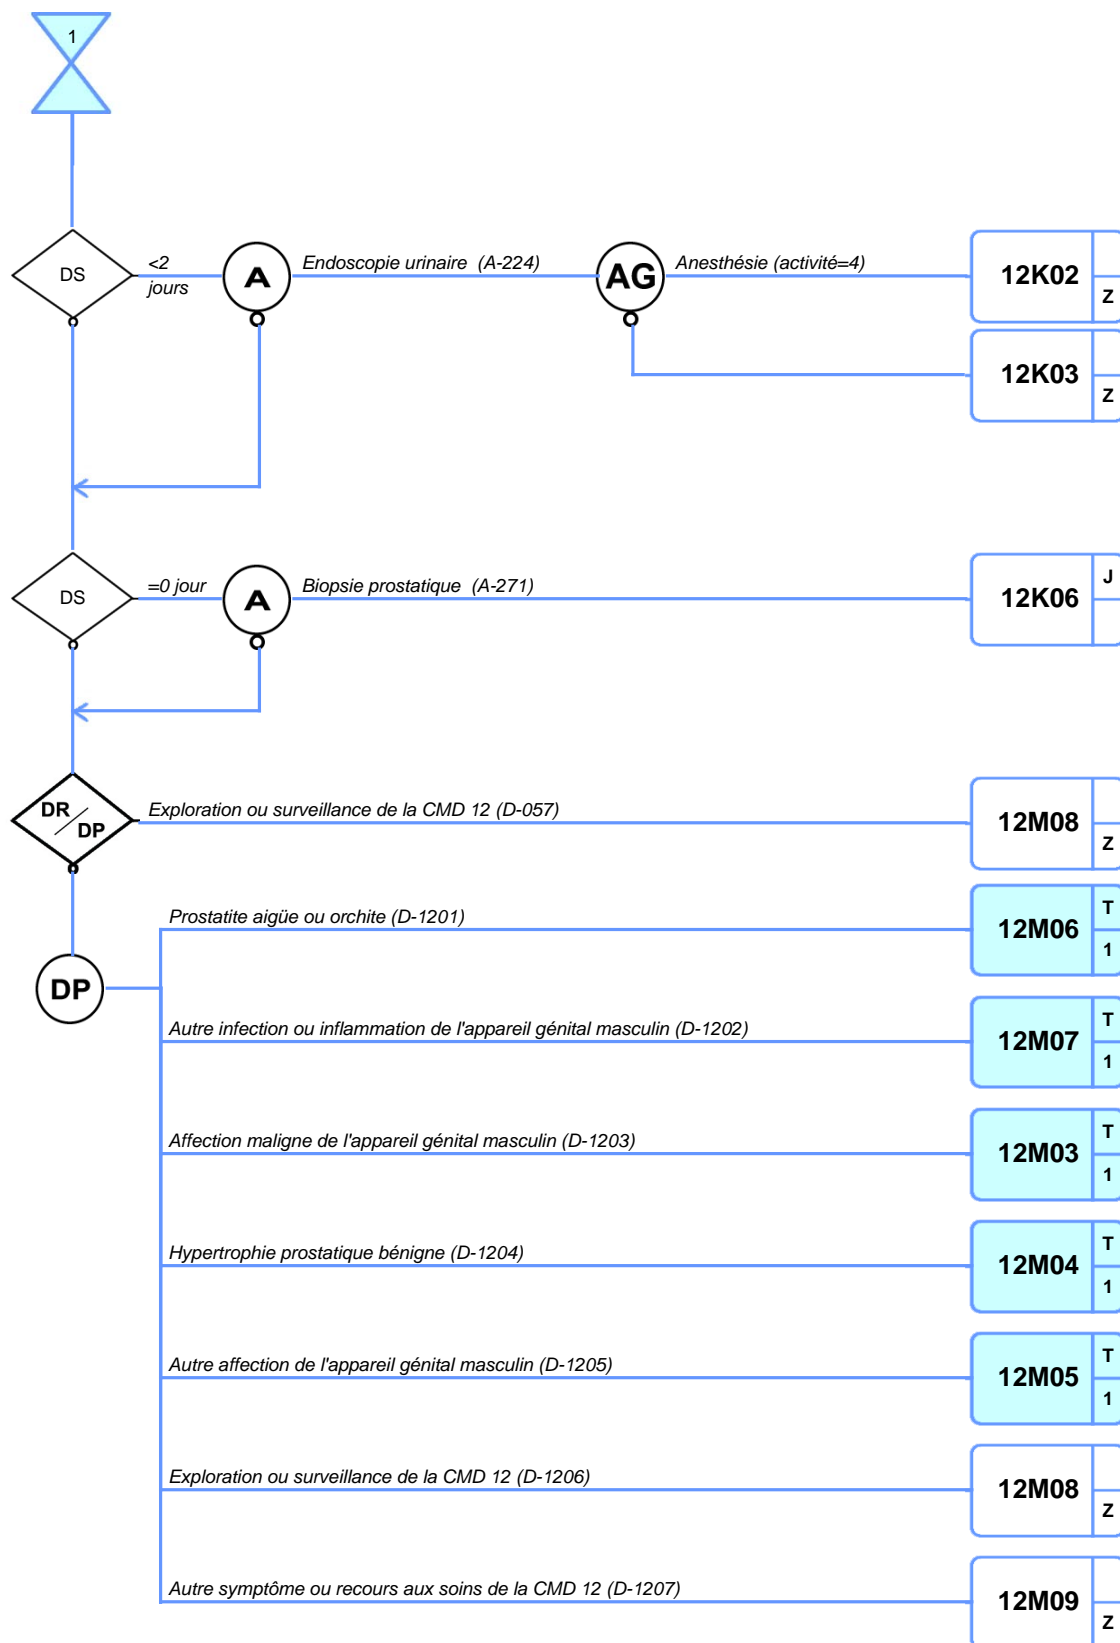 1
DS
<2
jours
A
Endoscopie urinaire (A-224)
AG
Anesthésie (activité=4)
12K02
Z
12K03
Z
DS
=0 jour
A
Biopsie prostatique (A-271)
12K06
J
DR
DP
Exploration ou surveillance de la CMD 12 (D-057)
12M08
Z
DP
Prostatite aigüe ou orchite (D-1201)
12M06
T
1
Autre infection ou inflammation de l'appareil génital masculin (D-1202)
12M07
T
1
Affection maligne de l'appareil génital masculin (D-1203)
12M03
T
1
Hypertrophie prostatique bénigne (D-1204)
12M04
T
1
Autre affection de l'appareil génital masculin (D-1205)
12M05
T
1
Exploration ou surveillance de la CMD 12 (D-1206)
12M08
Z
Autre symptôme ou recours aux soins de la CMD 12 (D-1207)
12M09
Z